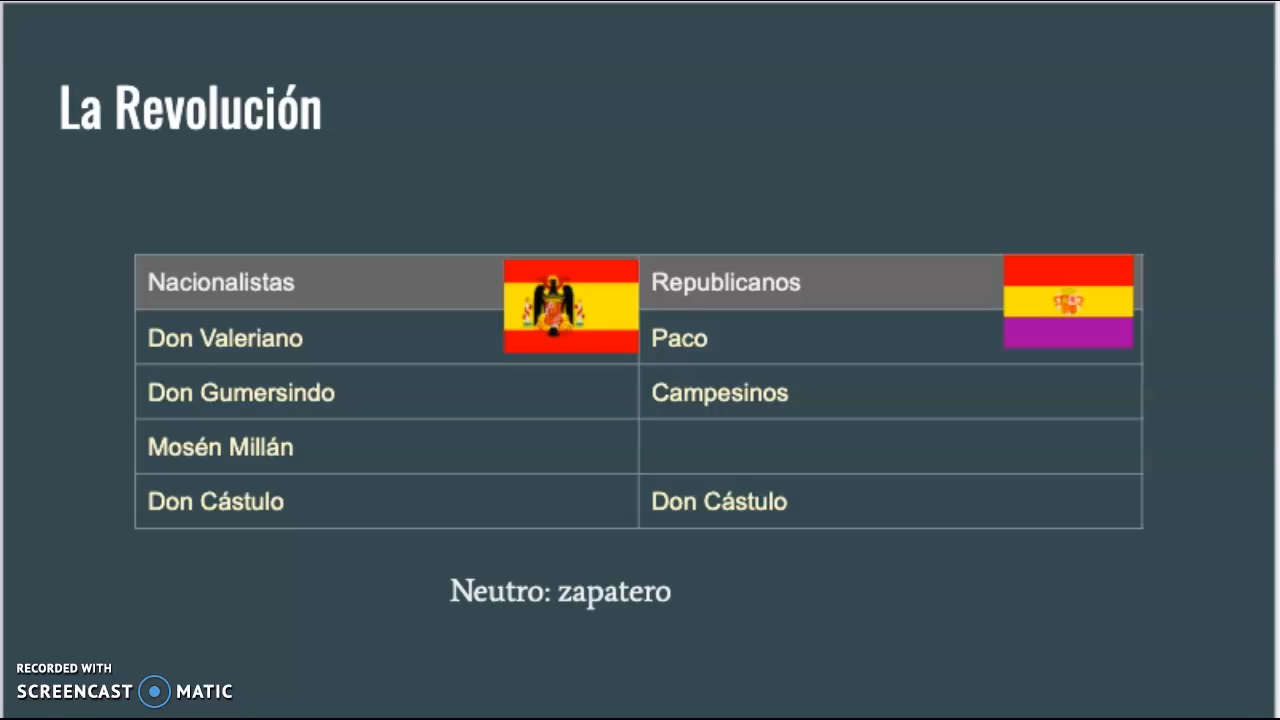 La Revolución
Nacionalistas Republicanos
Don Valeriano Paco
Don Gumersindo Campesinos
Mosén Millán
Don Cástulo Don Cástulo
Neutro: zapatero
RECORDED WITH
SCREENCAST MATIC